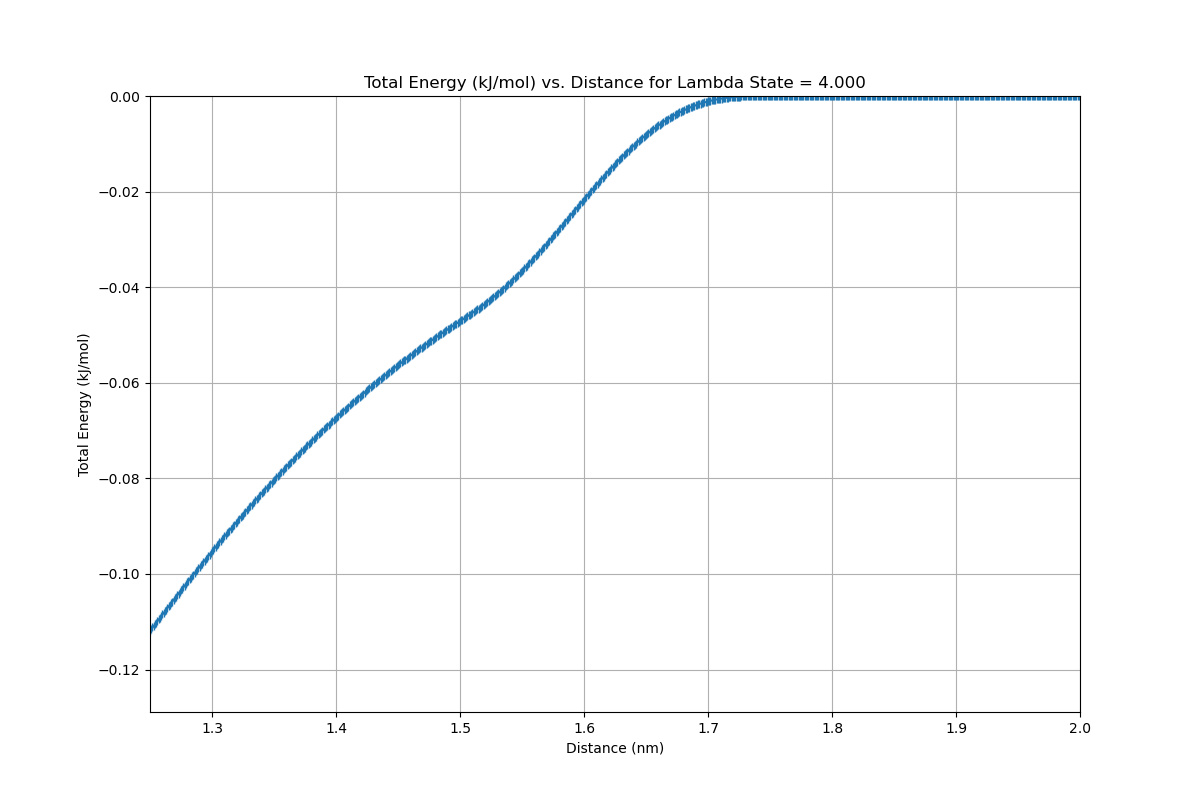 Total Energy (kJ/mol) vs. Distance for Lambda State = 4.000
0.00
−0.02
−0.04
−0.06
−0.08
−0.10
−0.12
Total Energy (kJ/mol)
1.3 1.4 1.5 1.6 1.7 1.8 1.9 2.0
Distance (nm)